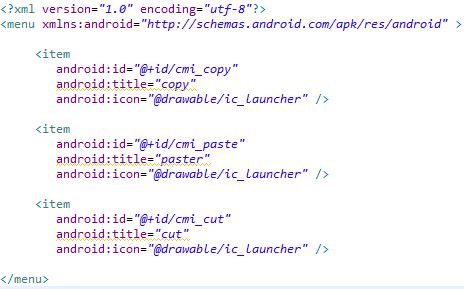 <?xml version="1.0" encoding="utf-8"?>
<menu xmlns:android="http://schemas.android.com/apk/res/android" >
<item
android:id="@+id/cmi_copy"
android:title="copy"
android:icon="@drawable/ic_launcher" />
<item
android:id="@+id/cmi_paste"
android:title="paster"
android:icon="@drawable/ic_launcher" />
<item
android:id="@+id/cmi_cut"
android:title="cut"
android:icon="@drawable/ic_launcher" />
</menu>